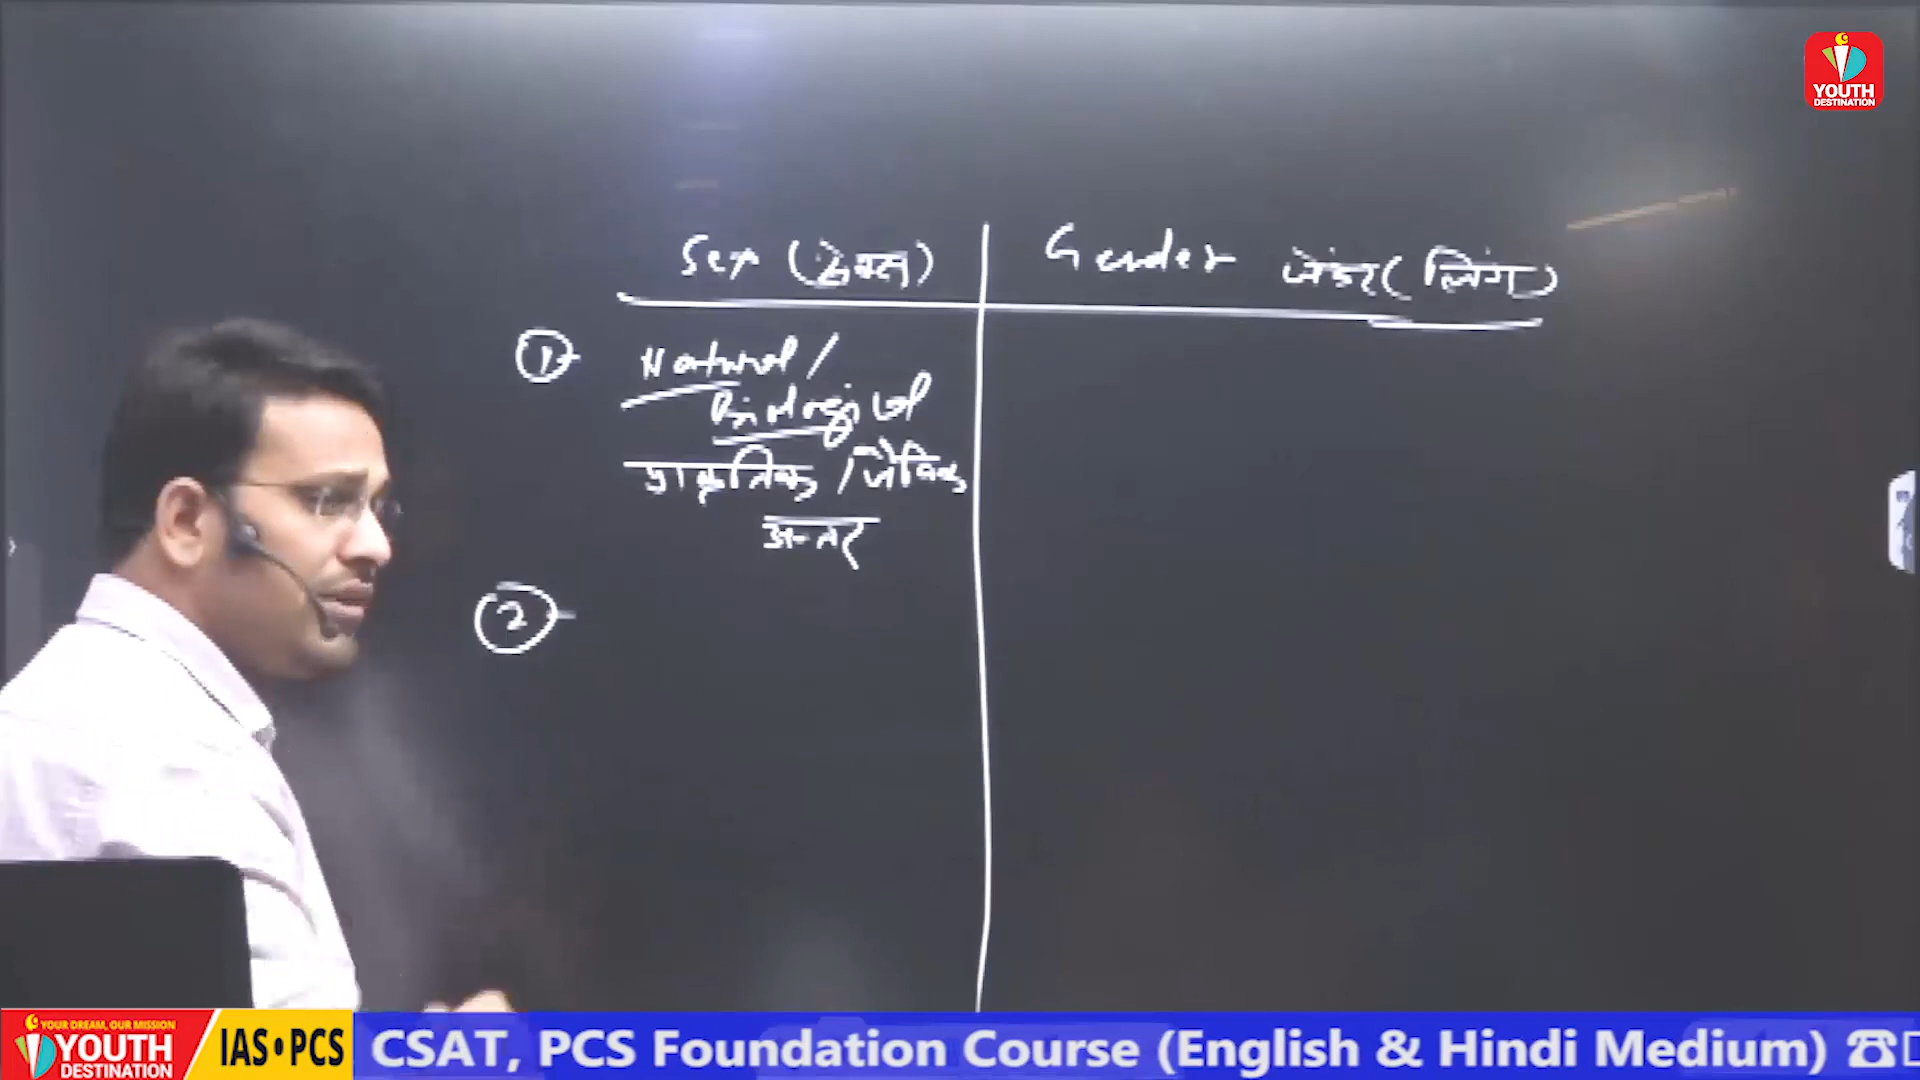 YOUTH
DESTINATION
Sex (सेक्स) Gender जेंडर (लिंग)
① Natural /
Biological
प्राकृतिक / जैविक
अन्तर
②
YOUR DREAM, OUR MISSION
YOUTH
DESTINATION
IAS•PCS
CSAT, PCS Foundation Course (English & Hindi Medium) ☎